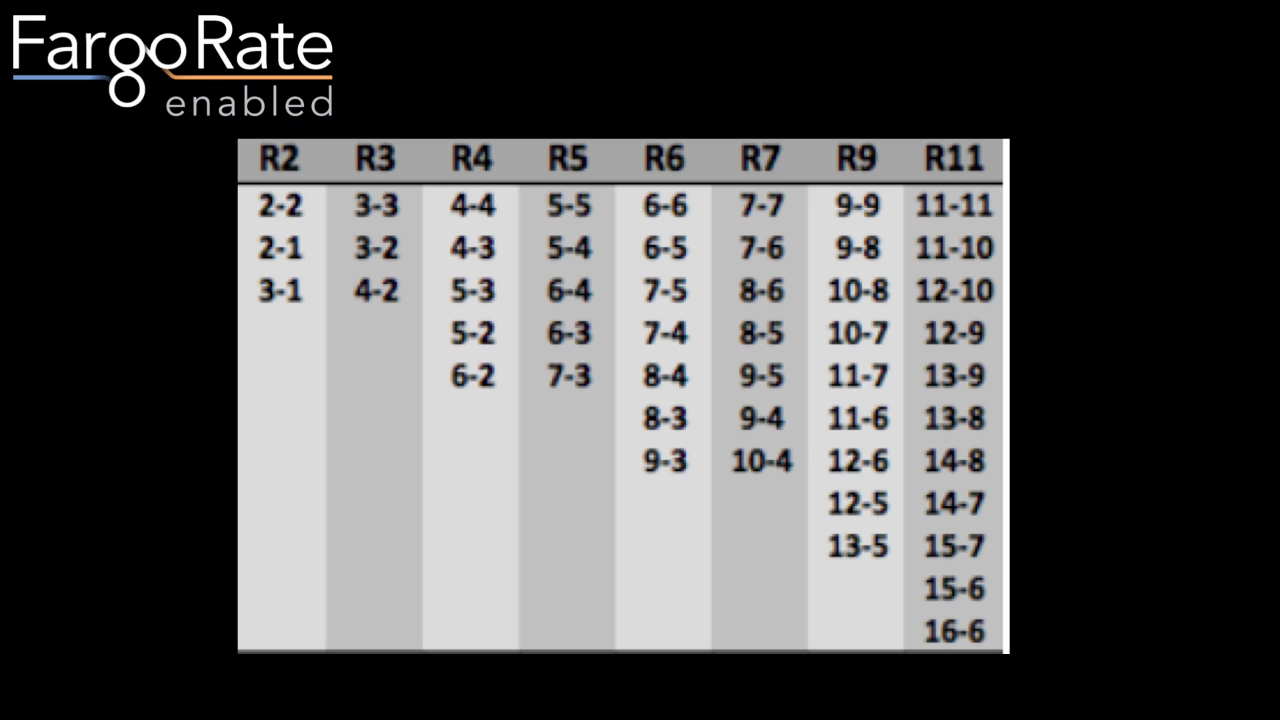 FargoRate
enabled
R2 R3 R4 R5 R6 R7 R9 R11
2-2 3-3 4-4 5-5 6-6 7-7 9-9 11-11
2-1 3-2 4-3 5-4 6-5 7-6 9-8 11-10
3-1 4-2 5-3 6-4 7-5 8-6 10-8 12-10
5-2 6-3 7-4 8-5 10-7 12-9
6-2 7-3 8-4 9-5 11-7 13-9
8-3 9-4 11-6 13-8
9-3 10-4 12-6 14-8
12-5 14-7
13-5 15-7
15-6
16-6